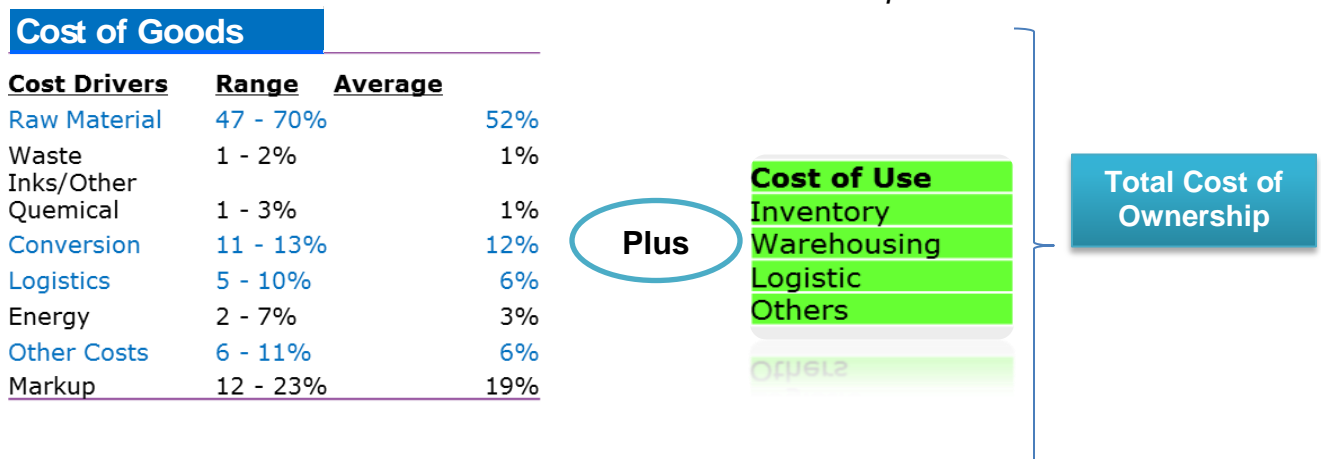 Cost of Goods
Cost Drivers Range Average
Raw Material 47 - 70% 52%
Waste 1 - 2% 1%
Inks/Other
Quemical 1 - 3% 1%
Conversion 11 - 13% 12%
Logistics 5 - 10% 6%
Energy 2 - 7% 3%
Other Costs 6 - 11% 6%
Markup 12 - 23% 19%
Plus
Cost of Use
Inventory
Warehousing
Logistic
Others
Total Cost of
Ownership